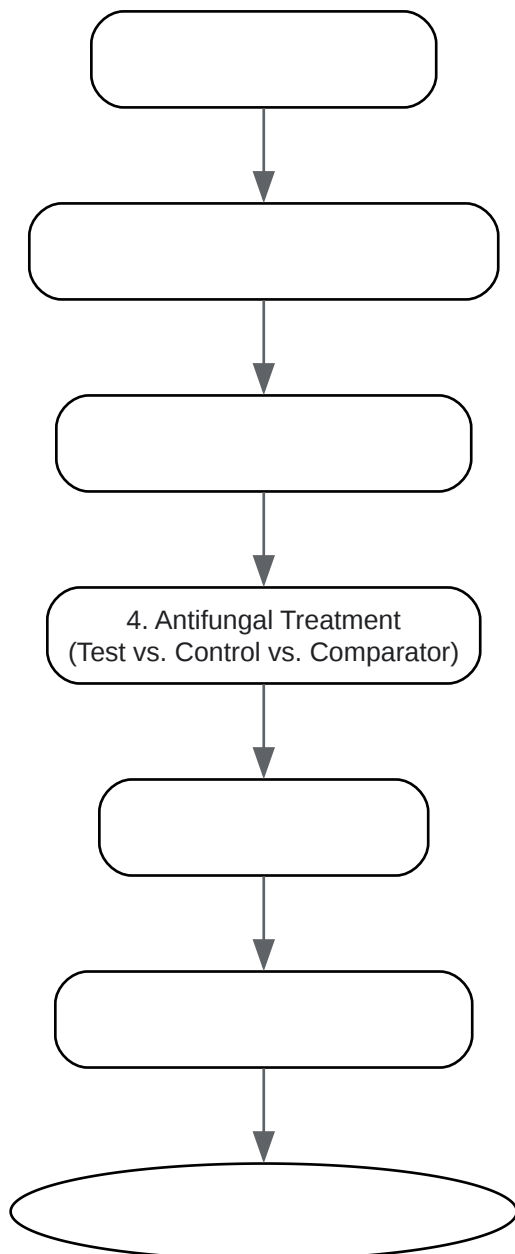 4. Antifungal Treatment
(Test vs. Control vs. Comparator)